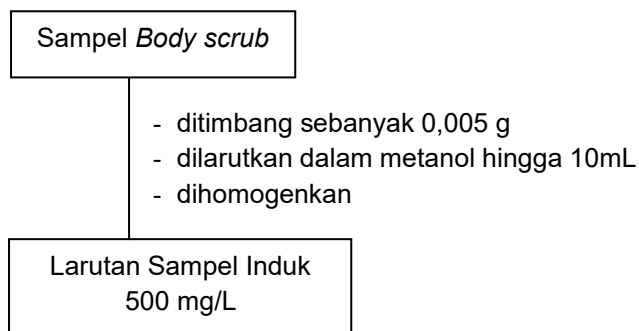 Sampel Body scrub
- ditimbang sebanyak 0,005 g
- dilarutkan dalam metanol hingga 10mL
- dihomogenkan
Larutan Sampel Induk
500 mg/L